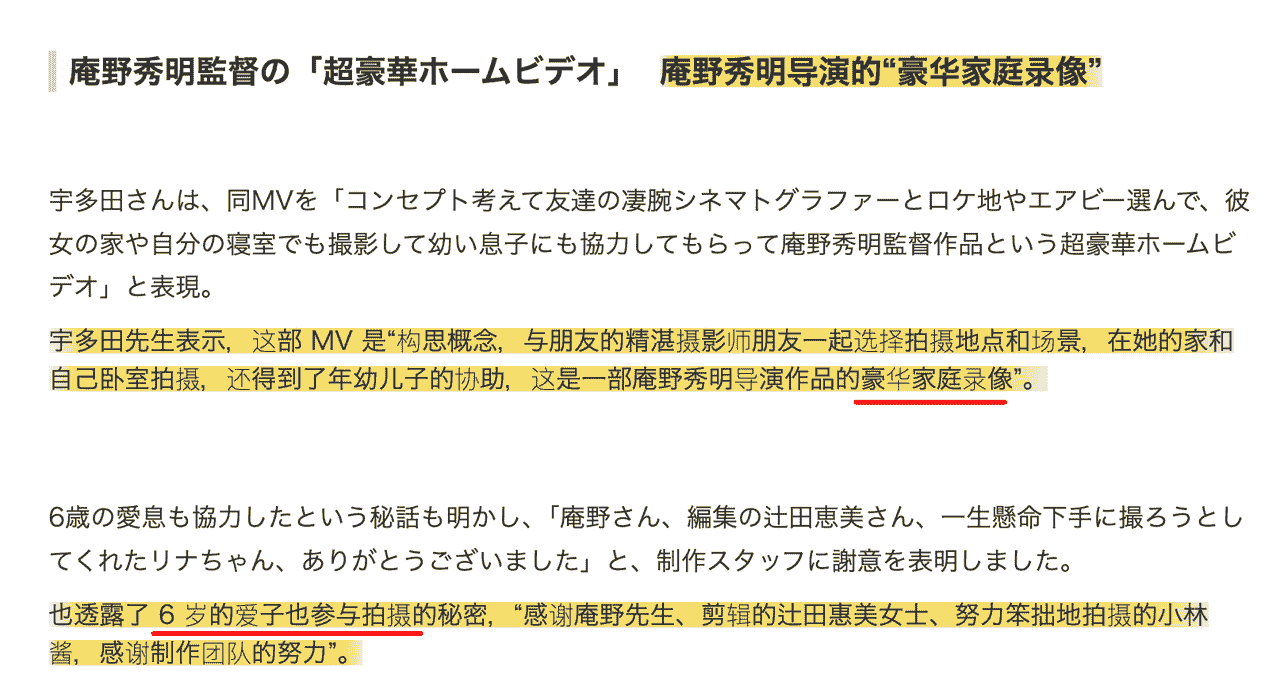 庵野秀明監督の「超豪華ホームビデオ」 庵野秀明导演的“豪华家庭录像”
宇多田さんは、同MVを「コンセプト考えて友達の凄腕シネマトグラファーとロケ地やエアビー選んで、彼
女の家や自分の寝室でも撮影して幼い息子にも協力してもらって庵野秀明監督作品という超豪華ホームビ
デオ」と表現。
宇多田先生表示，这部 MV 是“构思概念，与朋友的精湛摄影师朋友一起选择拍摄地点和场景，在她的家和
自己卧室拍摄，还得到了年幼儿子的协助，这是一部庵野秀明导演作品的豪华家庭录像”。
6歳の愛息も協力したという秘話も明かし、「庵野さん、編集の辻田恵美さん、一生懸命下手に撮ろうとし
てくれたリナちゃん、ありがとうございました」と、制作スタッフに謝意を表明しました。
也透露了 6 岁的爱子也参与拍摄的秘密，“感谢庵野先生、剪辑的辻田惠美女士、努力笨拙地拍摄的小林
酱，感谢制作团队的努力”。